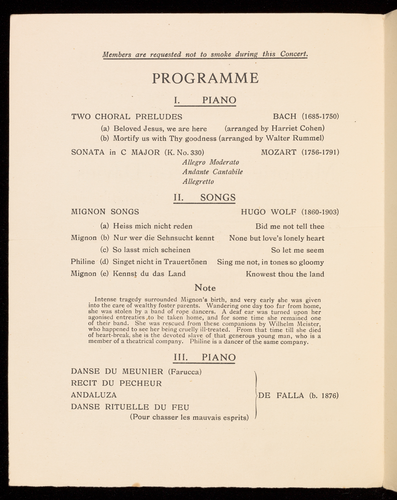 Members are requested not to smoke during this Concert.
PROGRAMME
I. PIANO
TWO CHORAL PRELUDES BACH (1685-1750)
(a) Beloved Jesus, we are here (arranged by Harriet Cohen)
(b) Mortify us with Thy goodness (arranged by Walter Rummel)
SONATA in C MAJOR (K. No. 330) MOZART (1756-1791)
Allegro Moderato
Andante Cantabile
Allegretto
II. SONGS
MIGNON SONGS HUGO WOLF (1860-1903)
(a) Heiss mich nicht reden Bid me not tell thee
Mignon (b) Nur wer die Sehnsucht kennt None but love's lonely heart
(c) So lasst mich scheinen So let me seem
Philine (d) Singet nicht in Trauertönen Sing me not, in tones so gloomy
Mignon (e) Kennst du das Land Knowest thou the land
Note
Intense tragedy surrounded Mignon's birth, and very early she was given
into the care of wealthy foster parents. Wandering one day too far from home,
she was stolen by a band of rope dancers. A deaf ear was turned upon her
agonised entreaties to be taken home, and for some time she remained one
of their band. She was rescued from these companions by Wilhelm Meister,
who happened to see her being cruelly ill-treated. From that time till she died
of heart-break she is the devoted slave of that generous young man, who is a
member of a theatrical company. Philine is a dancer of the same company.
III. PIANO
DANSE DU MEUNIER (Farucca)
RECIT DU PECHEUR
ANDALUZA DE FALLA (b. 1876)
DANSE RITUELLE DU FEU
(Pour chasser les mauvais esprits)